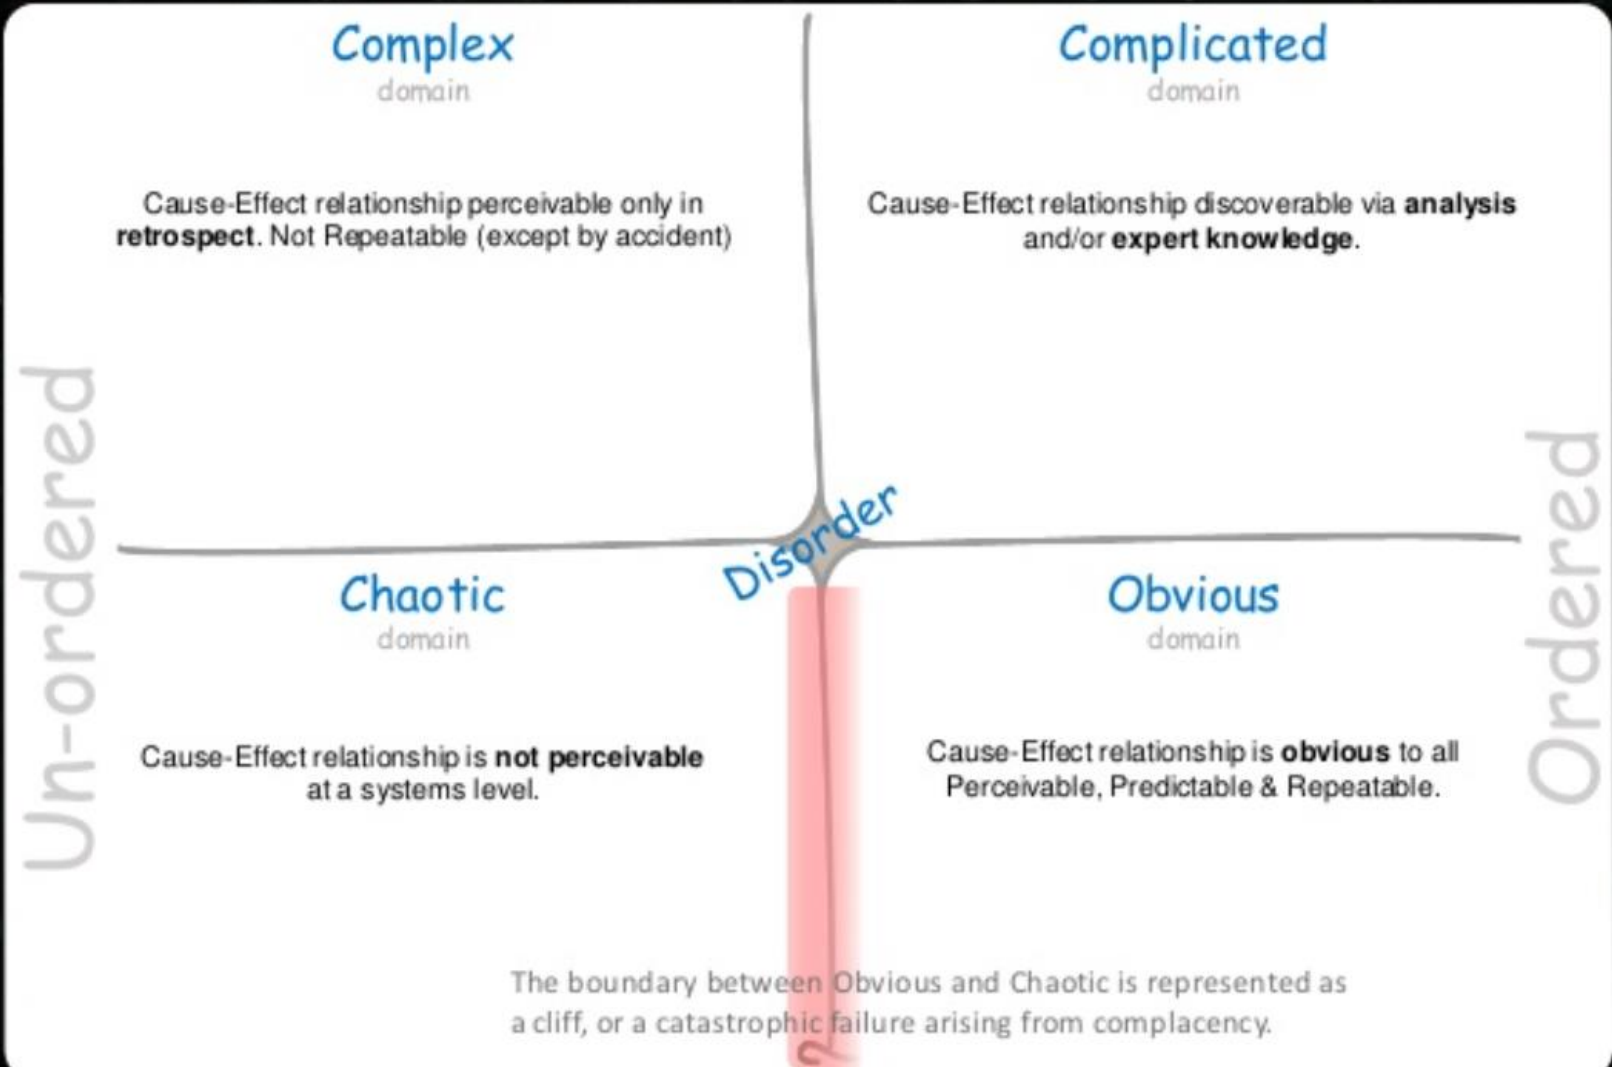 Complex
domain
Cause-Effect relationship perceivable only in
retrospect. Not Repeatable (except by accident)
Complicated
domain
Cause-Effect relationship discoverable via analysis
and/or expert knowledge.
Un-ordered
Ordered
Disorder
Chaotic
domain
Cause-Effect relationship is not perceivable
at a systems level.
Obvious
domain
Cause-Effect relationship is obvious to all
Perceivable, Predictable & Repeatable.
The boundary between Obvious and Chaotic is represented as
a cliff, or a catastrophic failure arising from complacency.